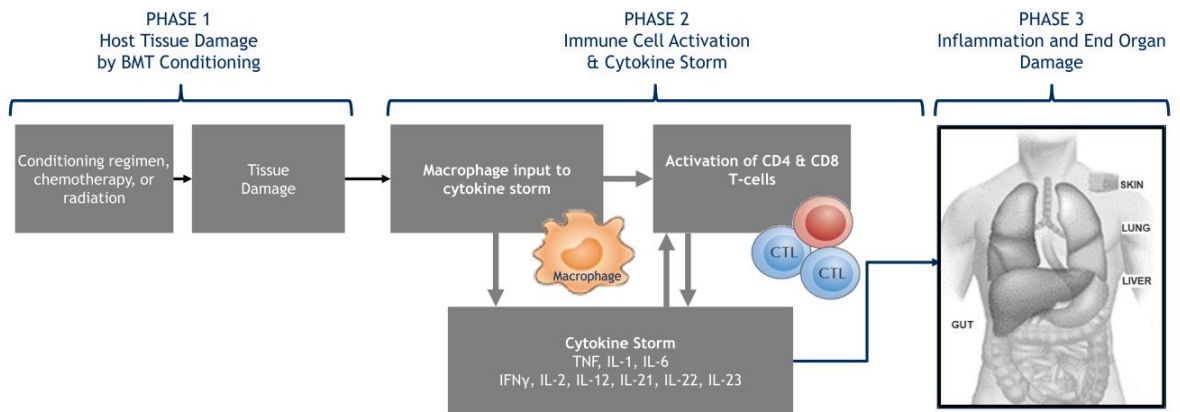 PHASE 1
Host Tissue Damage
by BMT Conditioning
PHASE 2
Immune Cell Activation
& Cytokine Storm
PHASE 3
Inflammation and End Organ
Damage
Conditioning regimen,
chemotherapy, or
radiation
Tissue
Damage
Macrophage input to
cytokine storm
Activation of CD4 & CD8
T-cells
Macrophage
CTL
CTL
Cytokine Storm
TNF, IL-1, IL-6
IFNγ, IL-2, IL-12, IL-21, IL-22, IL-23
SKIN
LUNG
LIVER
GUT